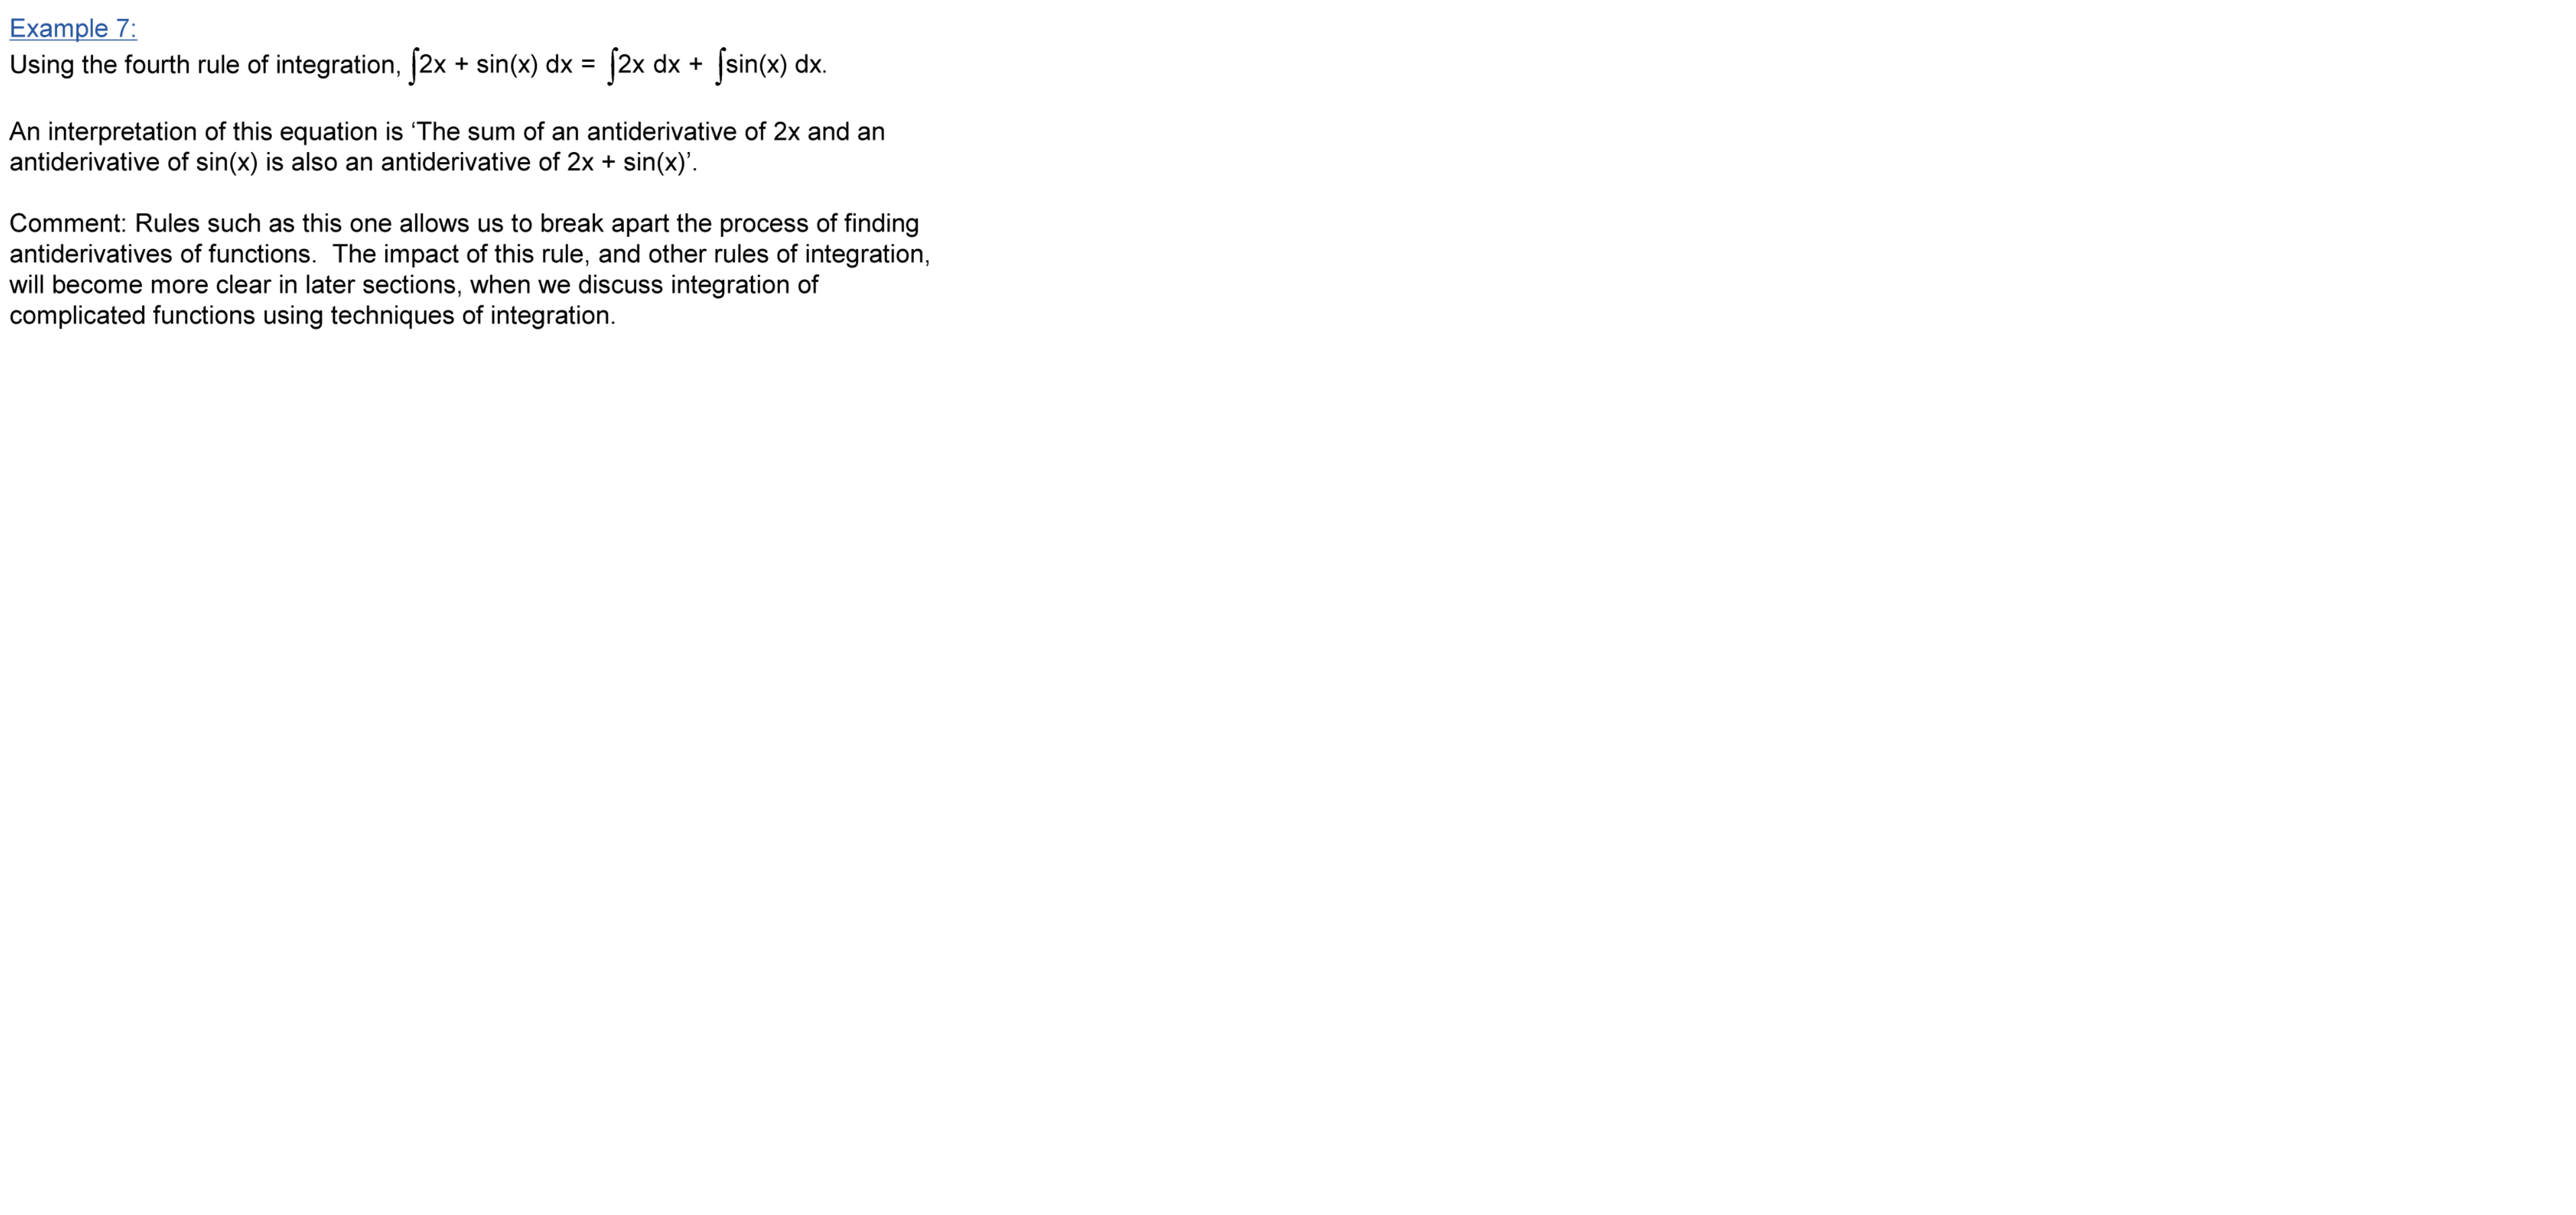 Example 7:
Using the fourth rule of integration, ∫2x + sin(x) dx = ∫2x dx + ∫sin(x) dx.
An interpretation of this equation is ‘The sum of an antiderivative of 2x and an
antiderivative of sin(x) is also an antiderivative of 2x + sin(x)’.
Comment: Rules such as this one allows us to break apart the process of finding
antiderivatives of functions.  The impact of this rule, and other rules of integration,
will become more clear in later sections, when we discuss integration of
complicated functions using techniques of integration.